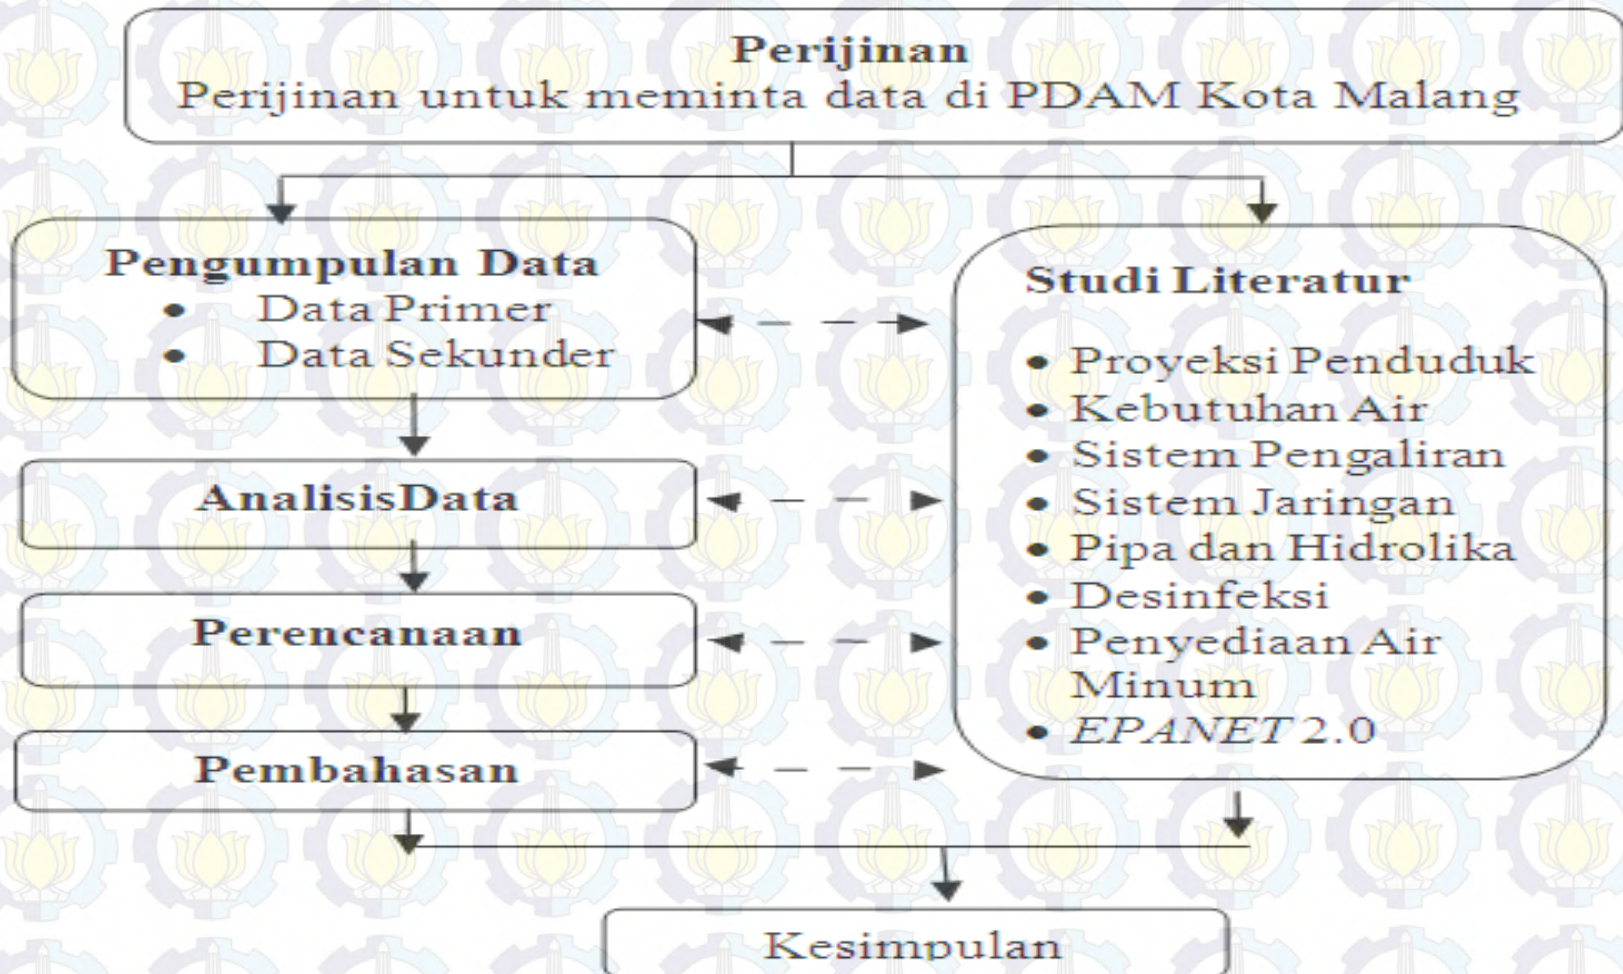 Perijinan
Perijinan untuk meminta data di PDAM Kota Malang
Pengumpulan Data
• Data Primer
• Data Sekunder
AnalisisData
Perencanaan
Pembahasan
Studi Literatur
• Proyeksi Penduduk
• Kebutuhan Air
• Sistem Pengaliran
• Sistem Jaringan
• Pipa dan Hidrolika
• Desinfeksi
• Penyediaan Air
Minum
• EPANET 2.0
Kesimpulan